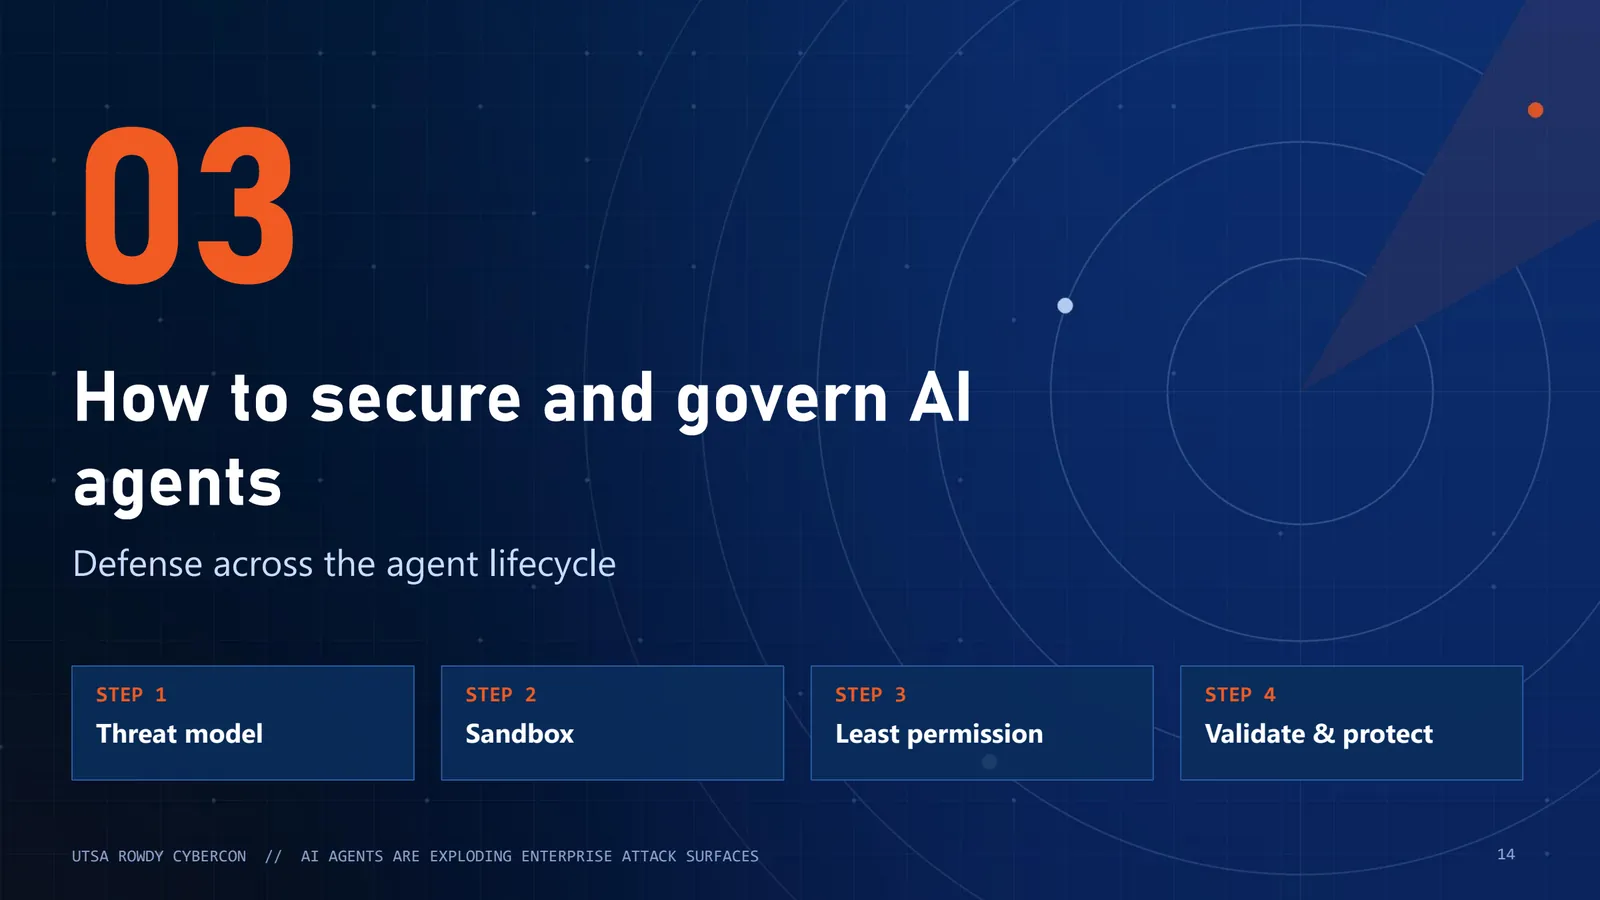 03
How to secure and govern AI
agents
Defense across the agent lifecycle
STEP 1
Threat model
STEP 2
Sandbox
STEP 3
Least permission
STEP 4
Validate & protect
UTSA ROWDY CYBERCON // AI AGENTS ARE EXPLODING ENTERPRISE ATTACK SURFACES
14